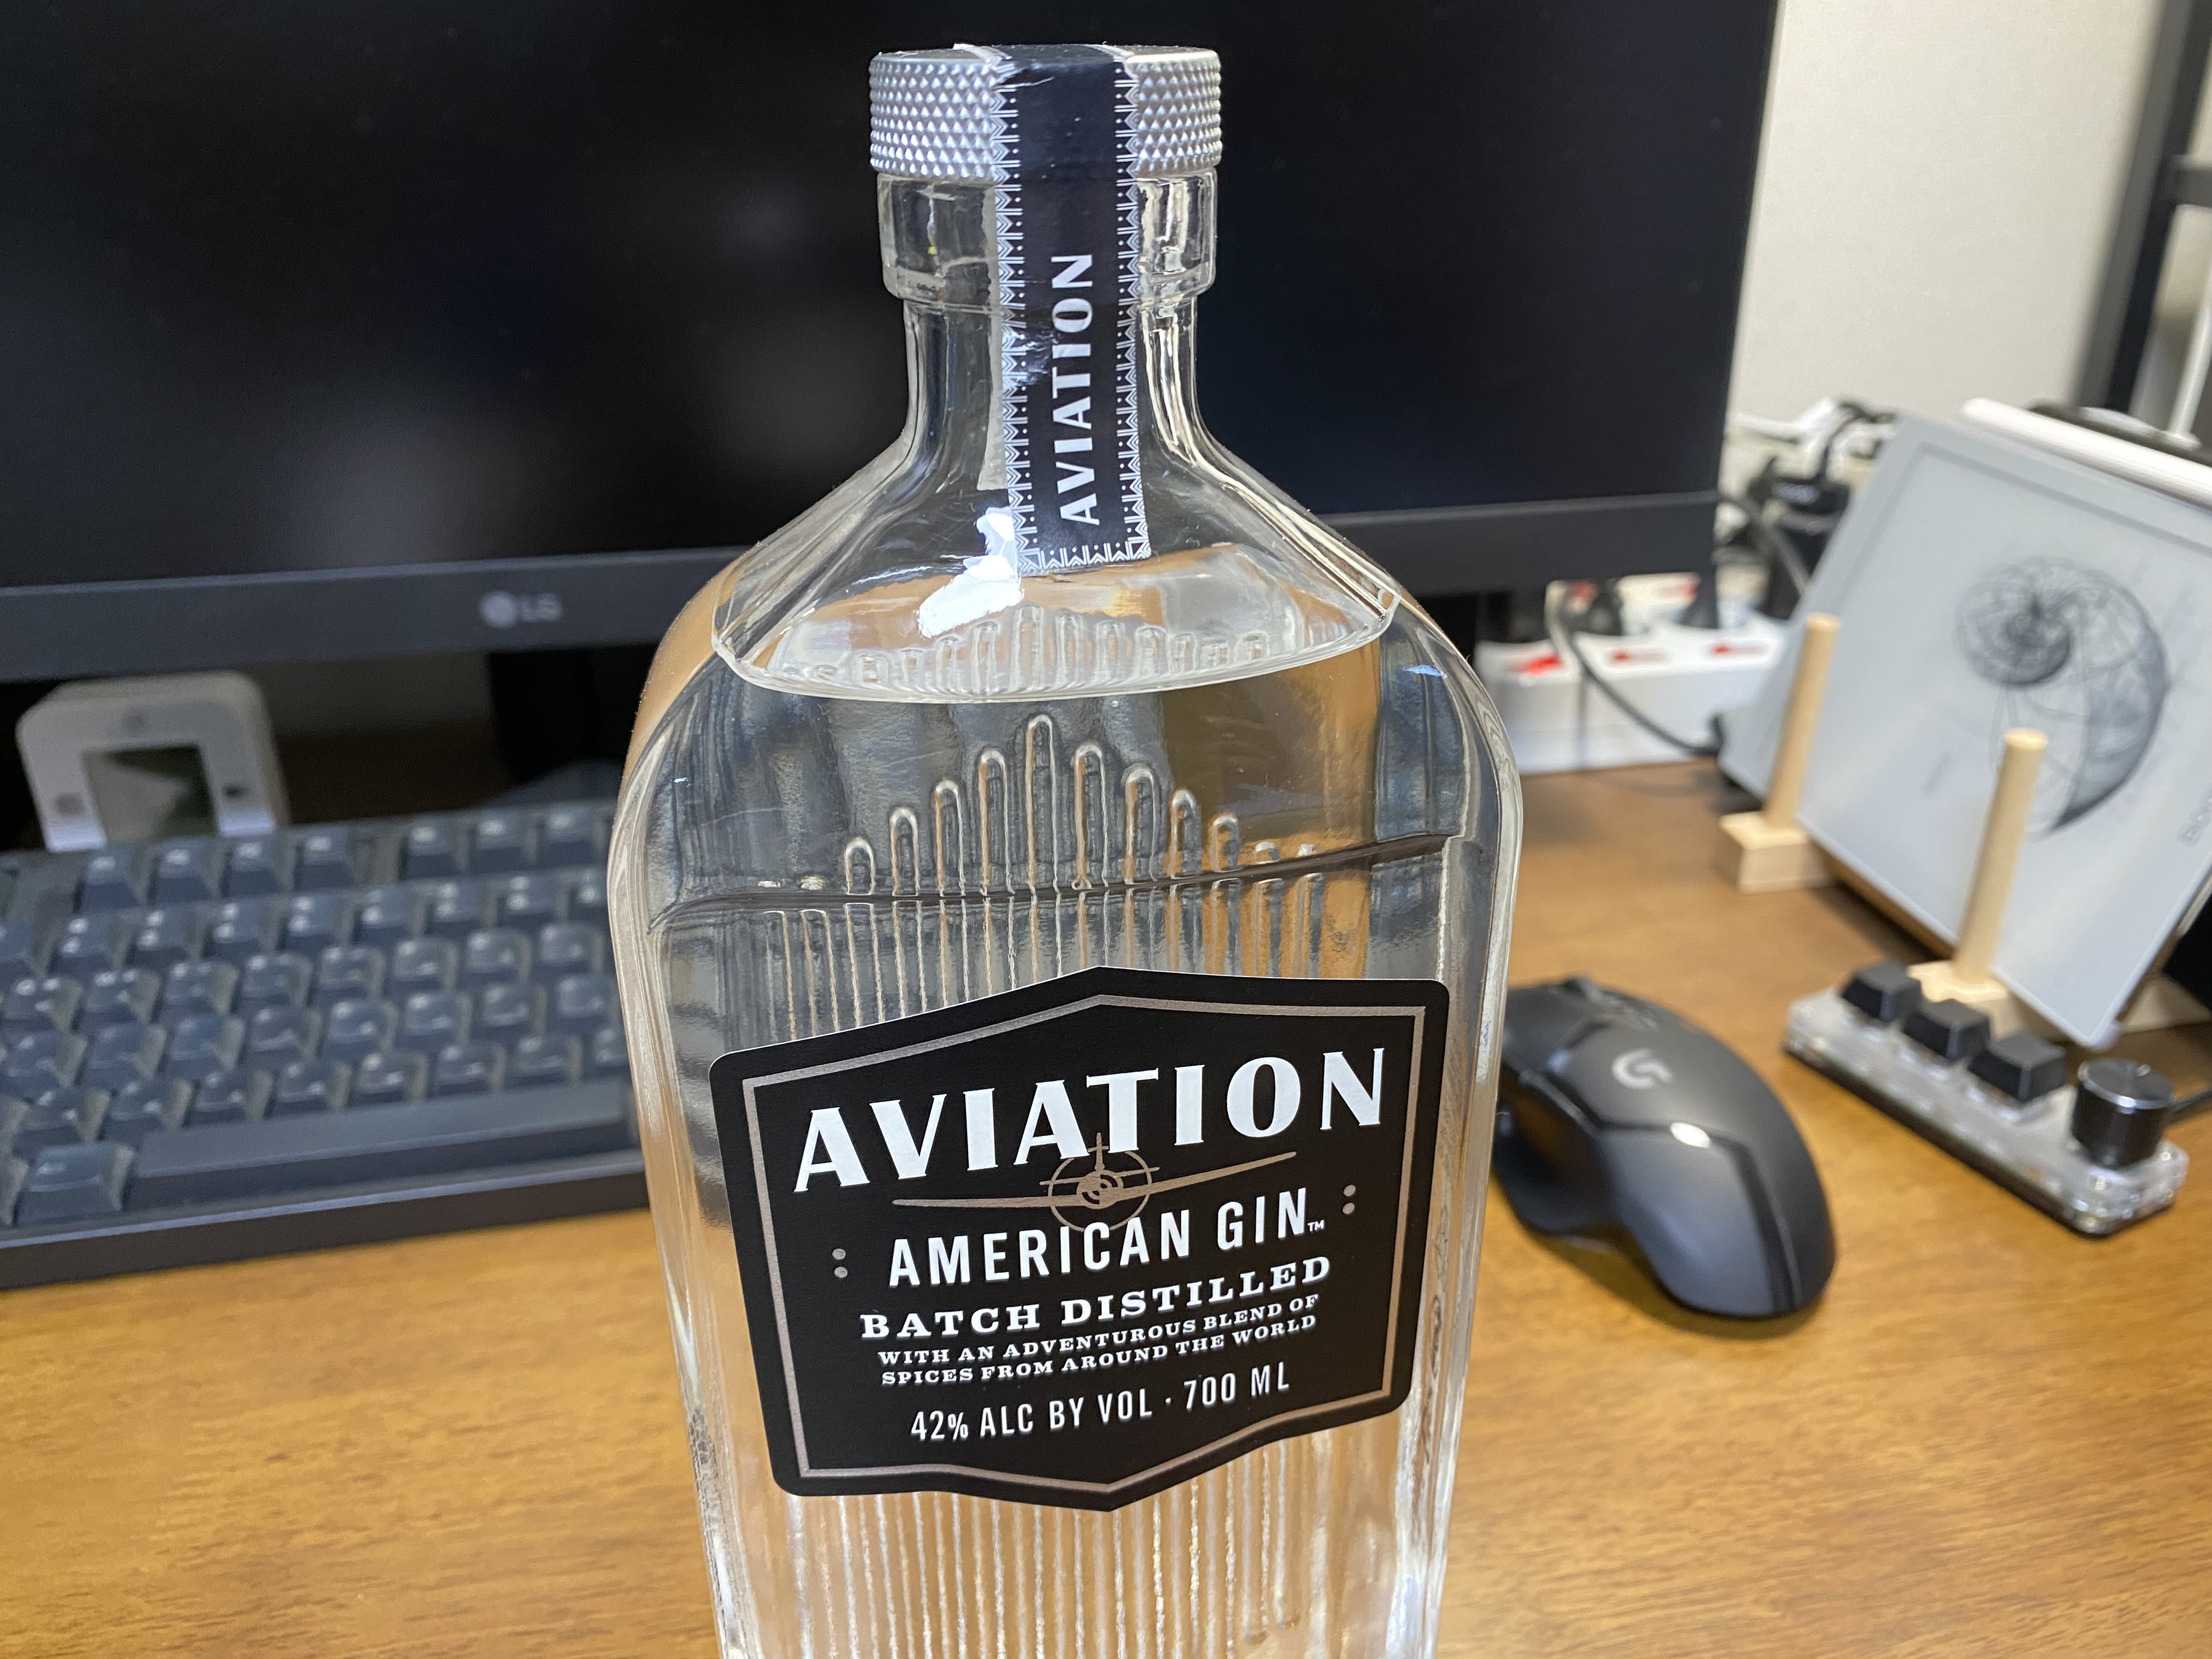 AVIATION
LG
AVIATION
AMERICAN GIN™
BATCH DISTILLED
WITH AN ADVENTUROUS BLEND OF
SPICES FROM AROUND THE WORLD
42% ALC BY VOL · 700 ML